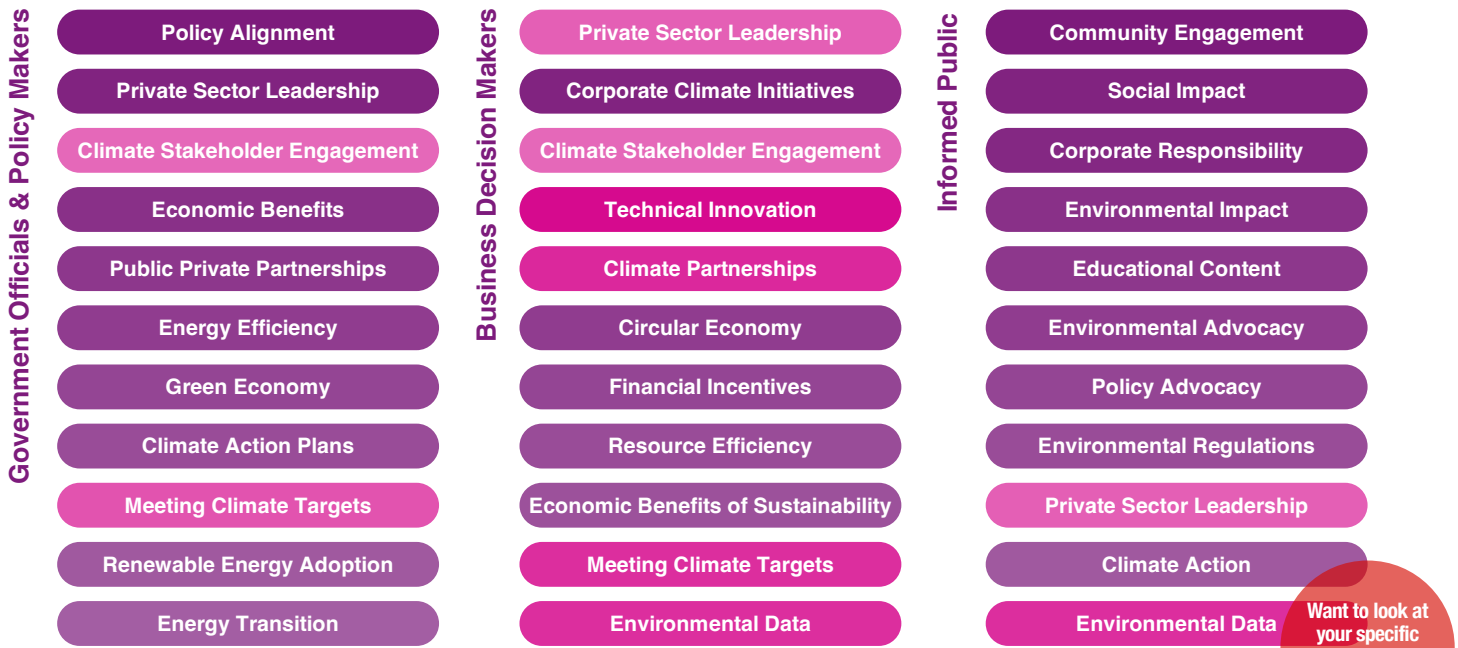 Government Officials & Policy Makers
Policy Alignment
Private Sector Leadership
Climate Stakeholder Engagement
Economic Benefits
Public Private Partnerships
Energy Efficiency
Green Economy
Climate Action Plans
Meeting Climate Targets
Renewable Energy Adoption
Energy Transition
Business Decision Makers
Private Sector Leadership
Corporate Climate Initiatives
Climate Stakeholder Engagement
Technical Innovation
Climate Partnerships
Circular Economy
Financial Incentives
Resource Efficiency
Economic Benefits of Sustainability
Meeting Climate Targets
Environmental Data
Informed Public
Community Engagement
Social Impact
Corporate Responsibility
Environmental Impact
Educational Content
Environmental Advocacy
Policy Advocacy
Environmental Regulations
Private Sector Leadership
Climate Action
Environmental Data
Want to look at
your specific